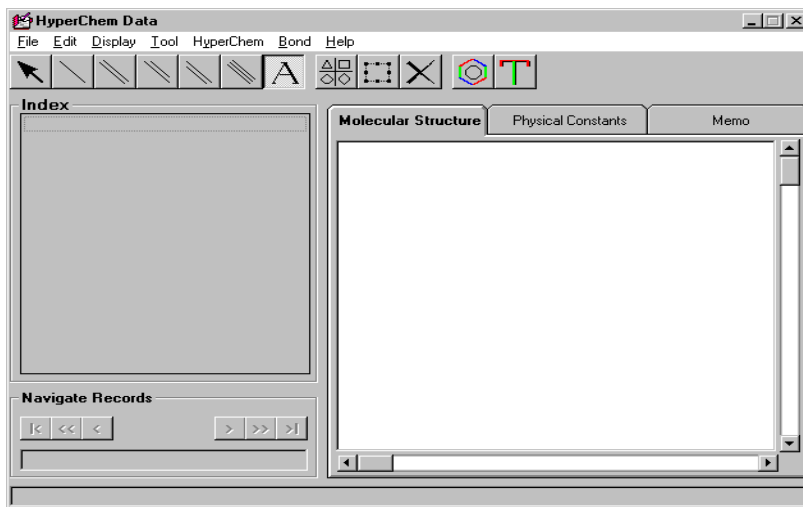 HyperChem Data
File Edit Display Tool HyperChem Bond Help
A T
Index
Molecular Structure Physical Constants Memo
Navigate Records
|< << < > >> >|